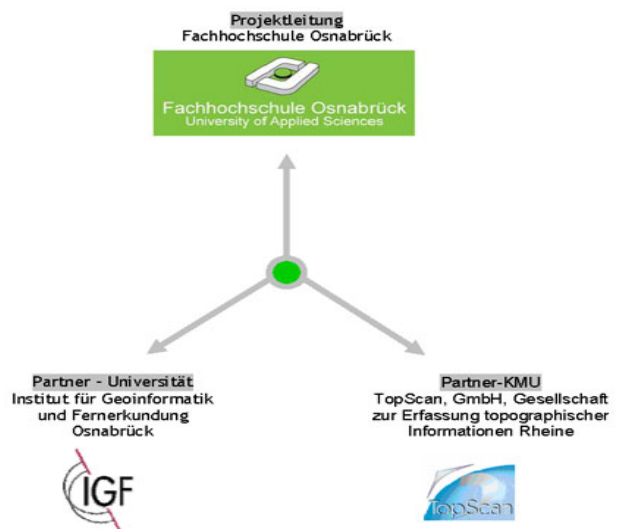 Projektleitung
Fachhochschule Osnabrück
Fachhochschule Osnabrück
University of Applied Sciences
Partner - Universität
Institut für Geoinformatik
und Fernerkundung
Osnabrück
IGF
Partner-KMU
TopScan, GmbH, Gesellschaft
zur Erfassung topographischer
Informationen Rheine
TopScan